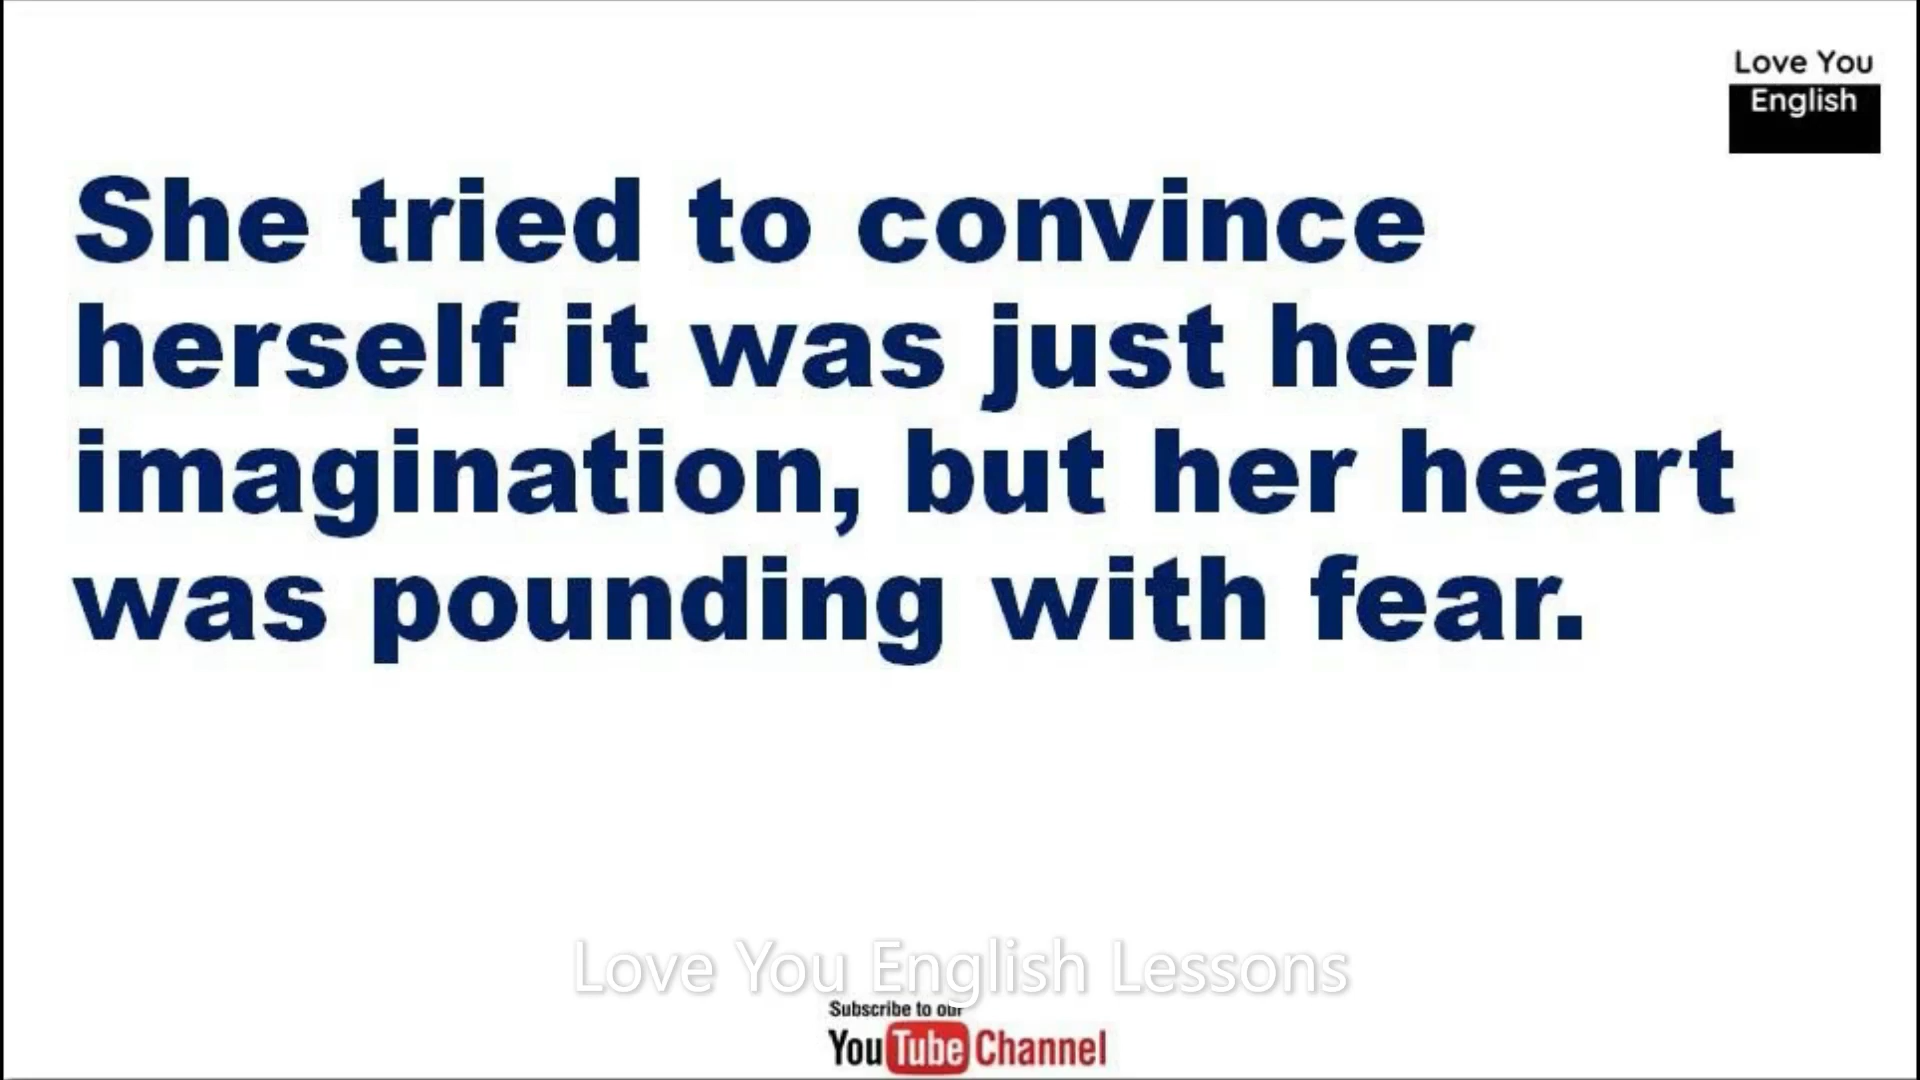 Love You
English
She tried to convince
herself it was just her
imagination, but her heart
was pounding with fear.
Love You English Lessons
Subscribe to our
YouTube Channel